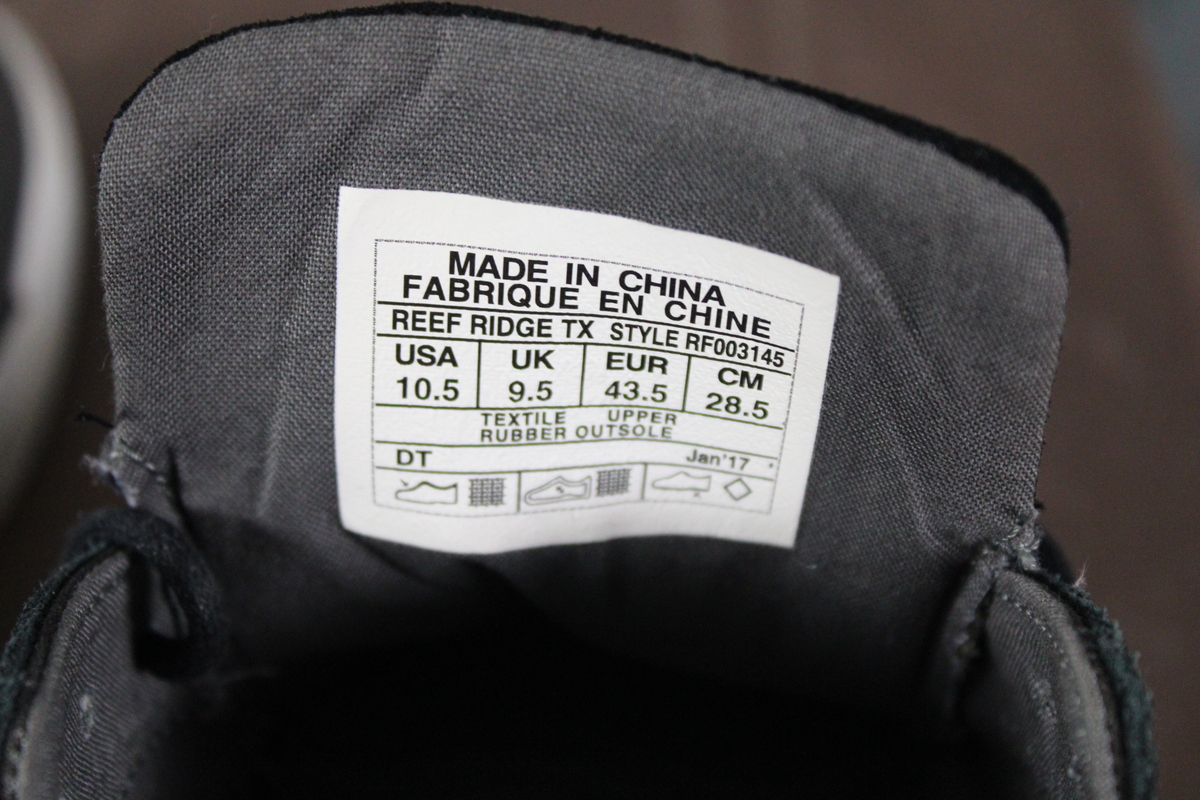 MADE IN CHINA
FABRIQUE EN CHINE
REEF RIDGE TX STYLE RF003145
USA UK EUR CM
10.5 9.5 43.5 28.5
TEXTILE UPPER
RUBBER OUTSOLE
DT Jan'17